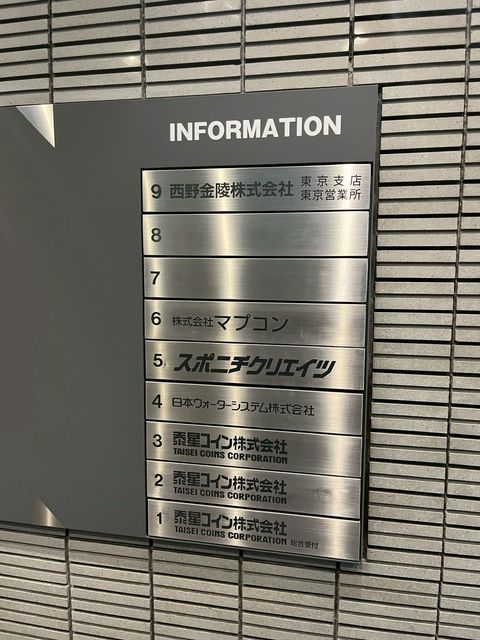 INFORMATION
9 西野金陵株式会社 東京支店
東京営業所
8
7
6 株式会社マプコン
5 スポニチクリエイツ
4 日本ウォーターシステム株式会社
3 泰星コイン株式会社
TAISEI COINS CORPORATION
2 泰星コイン株式会社
TAISEI COINS CORPORATION
1 泰星コイン株式会社
TAISEI COINS CORPORATION 総合受付